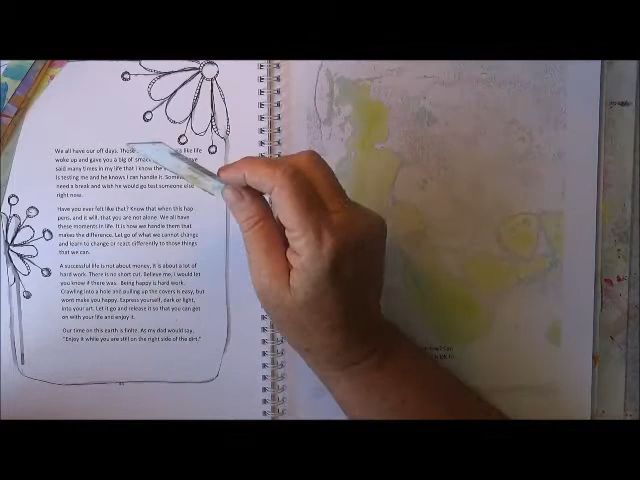 We all have our off days. Those like life
woke up and gave you a big ol' smack have
said many times in my life that I know the
is testing me and he knows I can handle it. Some
need a break and wish he would go test someone else
right now.
Have you ever felt like that? Know that when this hap
pens, and it will, that you are not alone. We all have
these moments in life. It is how we handle them that
makes the difference. Let go of what we cannot change
and learn to change or react differently to those things
that we can.
A successful life is not about money, it is about a lot of
hard work. There is no short cut. Believe me, I would let
you know if there was. Being happy is hard work.
Crawling into a hole and pulling up the covers is easy, but
wont make you happy. Express yourself, dark or light,
into your art. Let it go and release it so that you can get
on with your life and enjoy it.
Our time on this earth is finite. As my dad would say,
"Enjoy it while you are still on the right side of the dirt."